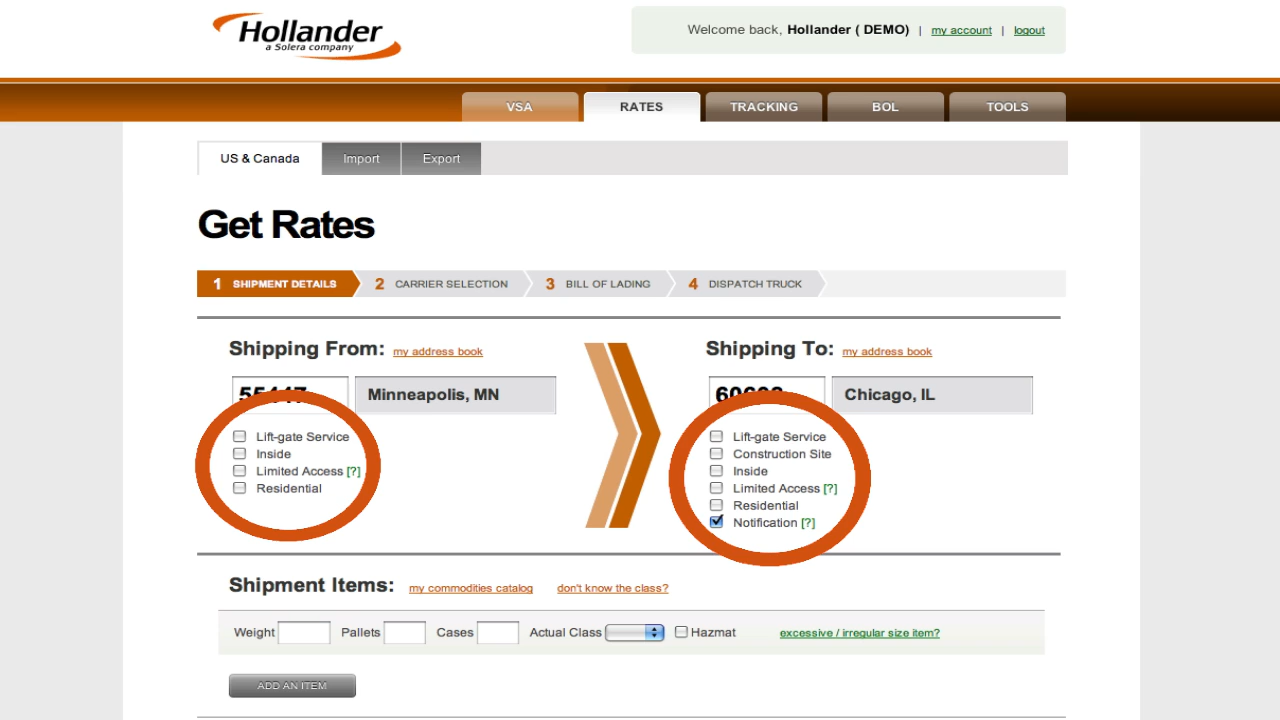 Hollander
a Solera company
Welcome back, Hollander ( DEMO) | my account | logout
VSA RATES TRACKING BOL TOOLS
US & Canada Import Export
Get Rates
1 SHIPMENT DETAILS 2 CARRIER SELECTION 3 BILL OF LADING 4 DISPATCH TRUCK
Shipping From: my address book Shipping To: my address book
Minneapolis, MN Chicago, IL
Lift-gate Service
Inside
Limited Access [?]
Residential
Lift-gate Service
Construction Site
Inside
Limited Access [?]
Residential
Notification [?]
Shipment Items: my commodities catalog don't know the class?
Weight Pallets Cases Actual Class Hazmat excessive / irregular size item?
ADD AN ITEM